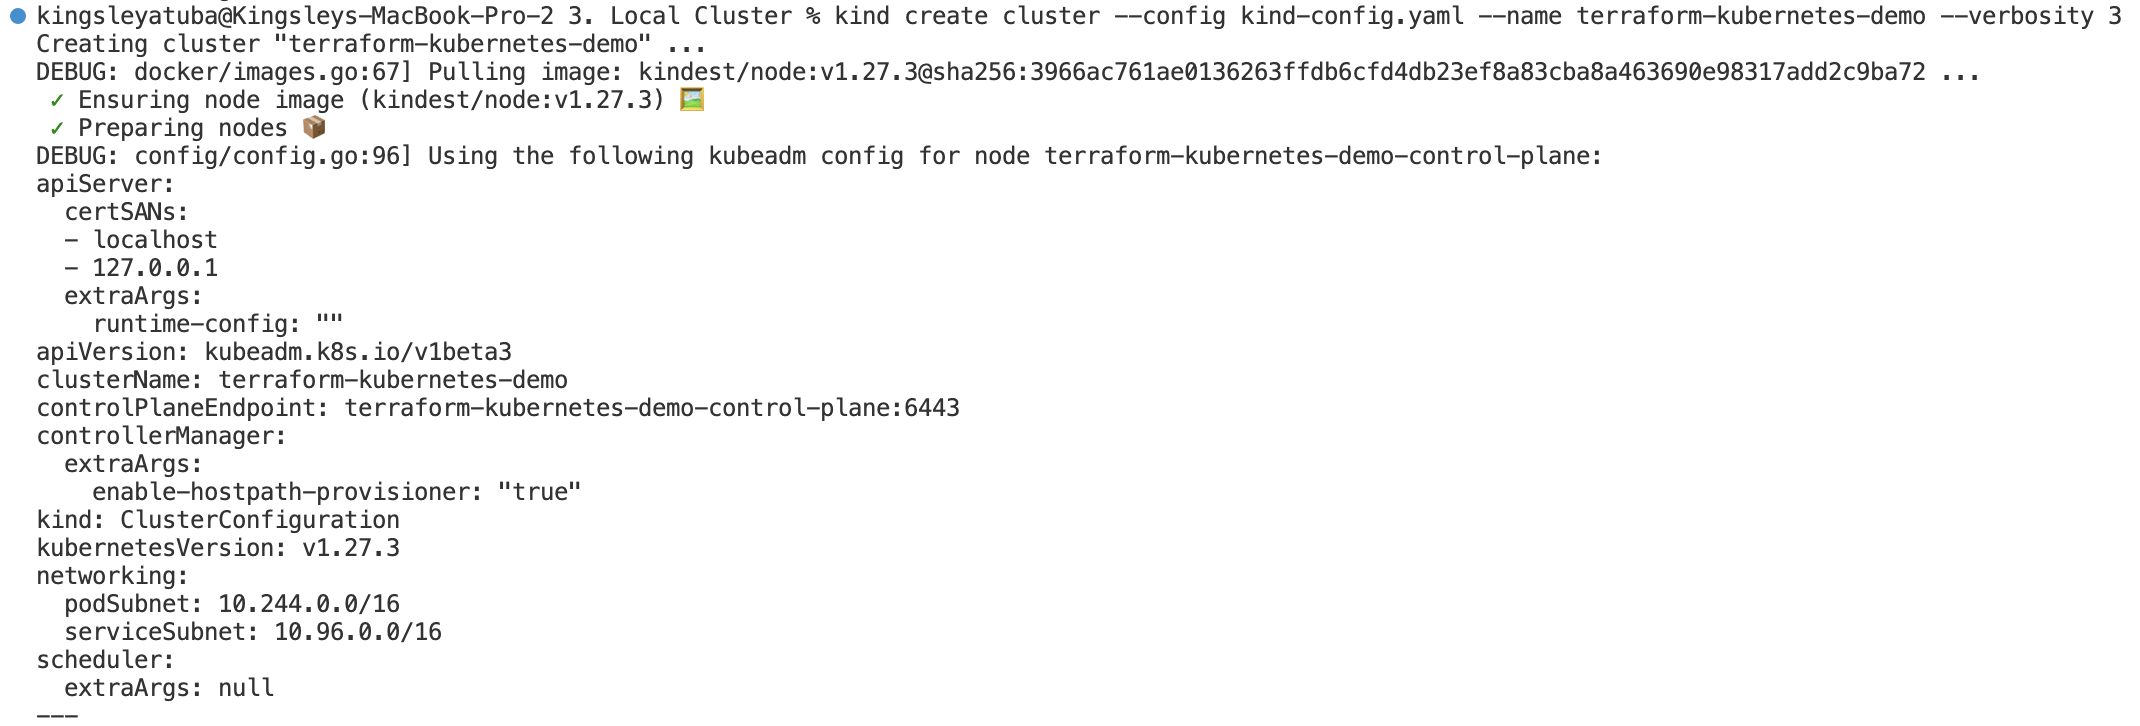 kingsleyatuba@Kingsleys-MacBook-Pro-2 3. Local Cluster % kind create cluster --config kind-config.yaml --name terraform-kubernetes-demo --verbosity 3
Creating cluster "terraform-kubernetes-demo" ...
DEBUG: docker/images.go:67] Pulling image: kindest/node:v1.27.3@sha256:3966ac761ae0136263ffdb6cfd4db23ef8a83cba8a463690e98317add2c9ba72 ...
 ✓ Ensuring node image (kindest/node:v1.27.3) 🖼
 ✓ Preparing nodes 📦
DEBUG: config/config.go:96] Using the following kubeadm config for node terraform-kubernetes-demo-control-plane:
apiServer:
  certSANs:
  - localhost
  - 127.0.0.1
  extraArgs:
    runtime-config: ""
apiVersion: kubeadm.k8s.io/v1beta3
clusterName: terraform-kubernetes-demo
controlPlaneEndpoint: terraform-kubernetes-demo-control-plane:6443
controllerManager:
  extraArgs:
    enable-hostpath-provisioner: "true"
kind: ClusterConfiguration
kubernetesVersion: v1.27.3
networking:
  podSubnet: 10.244.0.0/16
  serviceSubnet: 10.96.0.0/16
scheduler:
  extraArgs: null
---